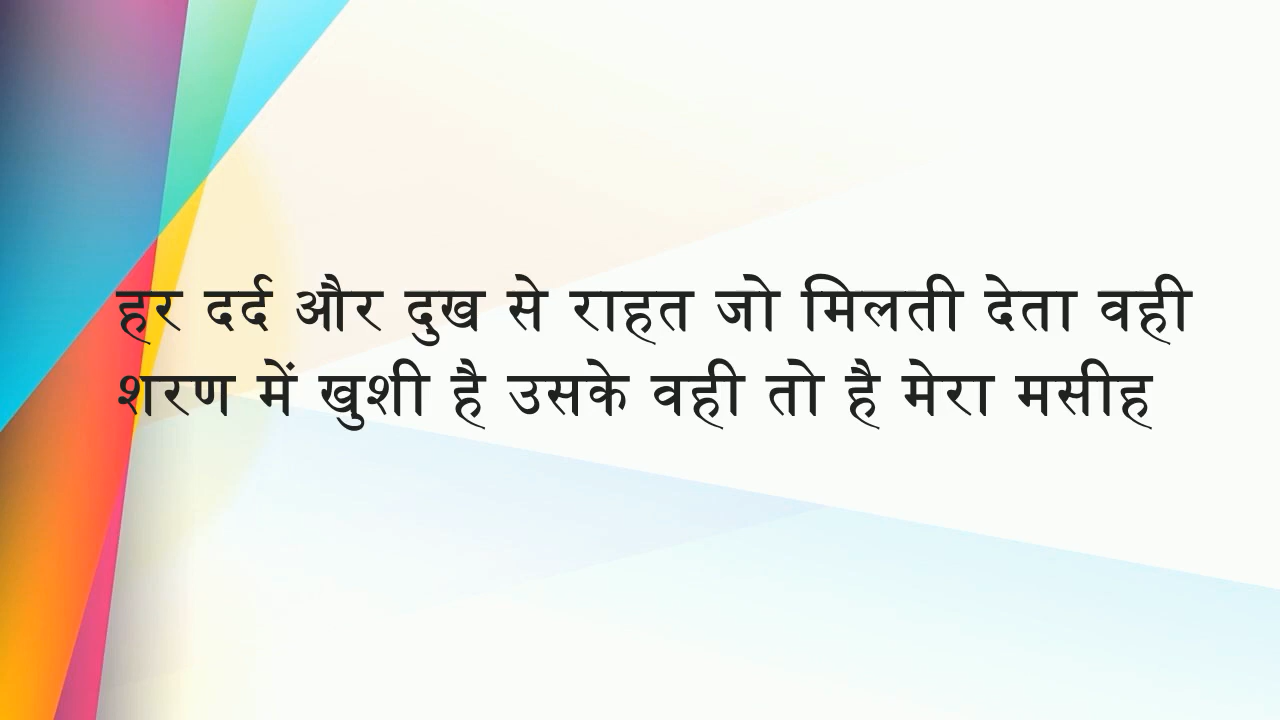 हर दर्द और दुख से राहत जो मिलती देता वही
शरण में खुशी है उसके वही तो है मेरा मसीह